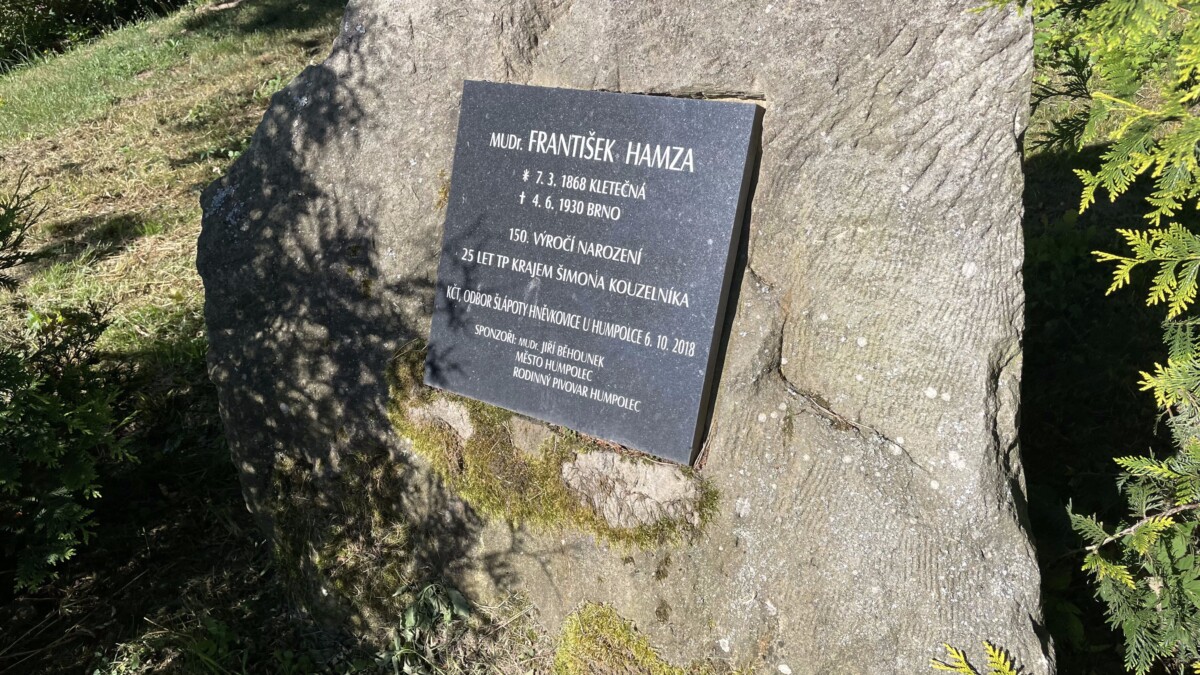 MUDr. FRANTIŠEK HAMZA
* 7. 3. 1868 KLETEČNÁ
† 4. 6. 1930 BRNO
150. VÝROČÍ NAROZENÍ
25 LET TP KRAJEM ŠIMONA KOUZELNÍKA
KČT, ODBOR ŠLÁPOTY HNĚVKOVICE U HUMPOLCE 6. 10. 2018
SPONZOŘI: MUDr. JIŘÍ BĚHOUNEK
MĚSTO HUMPOLEC
RODINNÝ PIVOVAR HUMPOLEC